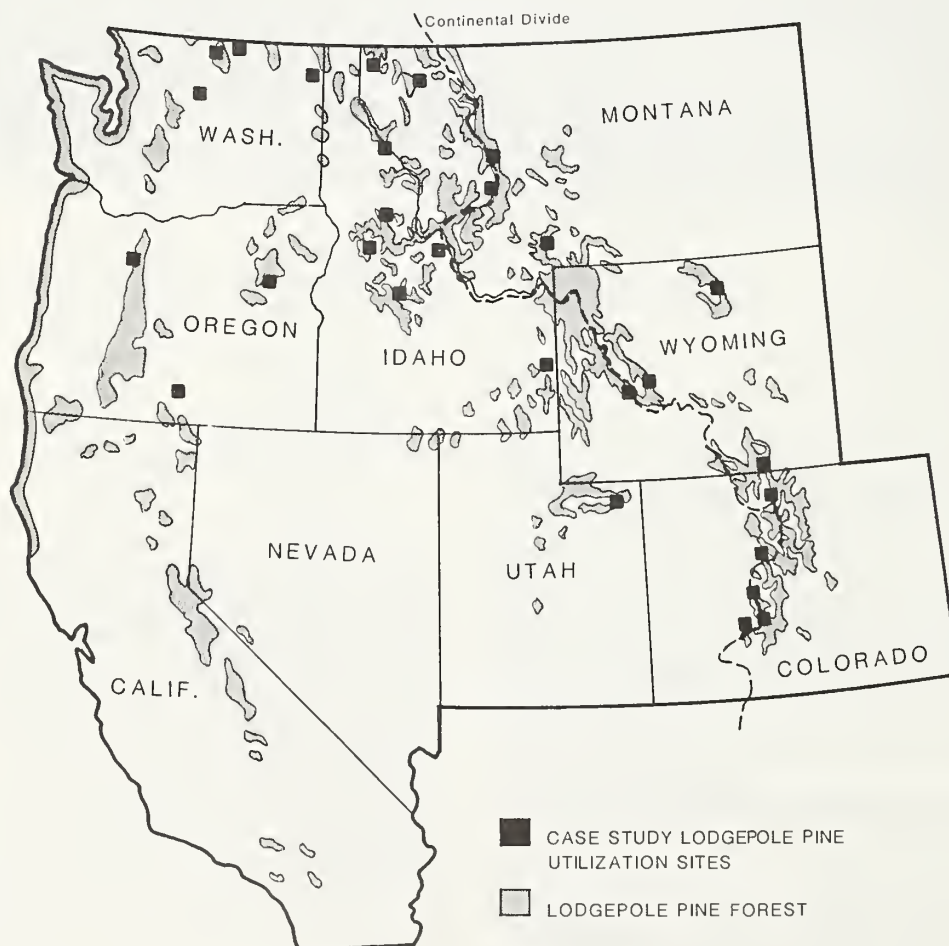 Continental Divide
MONTANA
WASH.
OREGON
IDAHO
WYOMING
NEVADA
UTAH
CALIF.
COLORADO
CASE STUDY LODGEPOLE PINE
UTILIZATION SITES
LODGEPOLE PINE FOREST